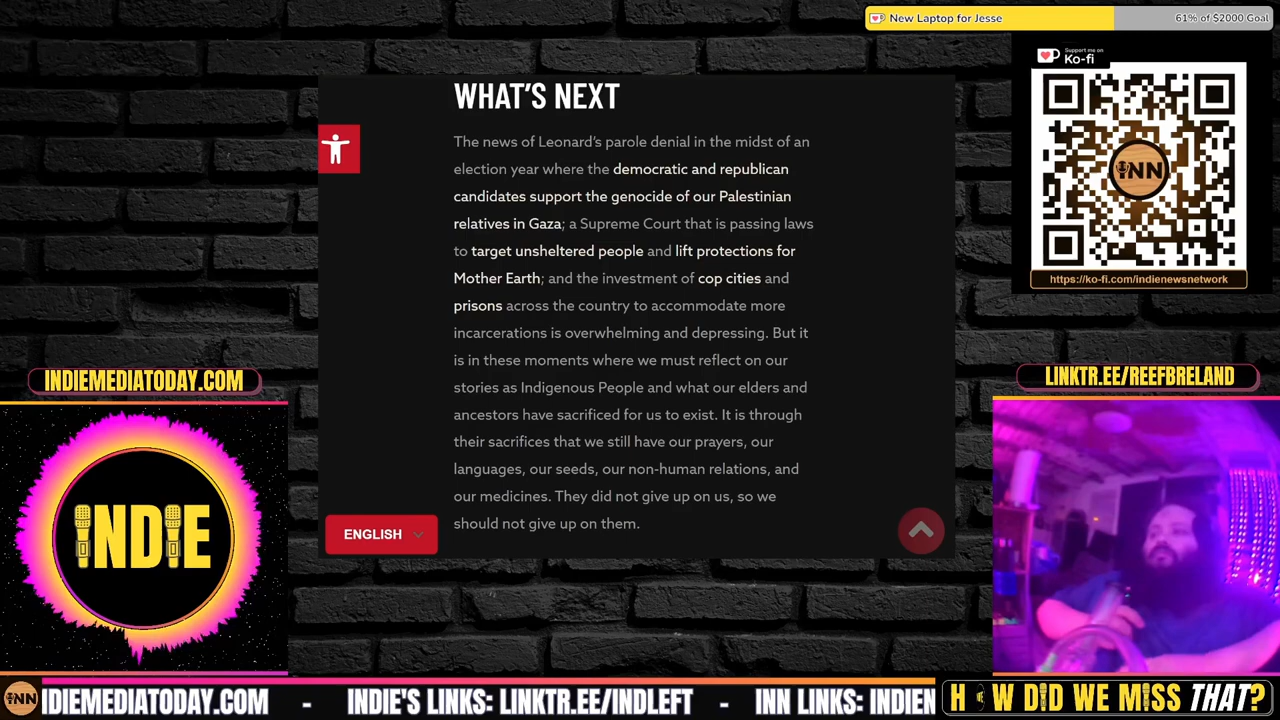 New Laptop for Jesse
61% of $2000 Goal
Support me on
Ko-fi
INN
https://ko-fi.com/indienewsnetwork
WHAT'S NEXT
The news of Leonard's parole denial in the midst of an
election year where the democratic and republican
candidates support the genocide of our Palestinian
relatives in Gaza; a Supreme Court that is passing laws
to target unsheltered people and lift protections for
Mother Earth; and the investment of cop cities and
prisons across the country to accommodate more
incarcerations is overwhelming and depressing. But it
is in these moments where we must reflect on our
stories as Indigenous People and what our elders and
ancestors have sacrificed for us to exist. It is through
their sacrifices that we still have our prayers, our
languages, our seeds, our non-human relations, and
our medicines. They did not give up on us, so we
should not give up on them.
ENGLISH
INDIEMEDIATODAY.COM
INDIE
LINKTR.EE/REEFBRELAND
INN
IDIEMEDIATODAY.COM - INDIE'S LINKS: LINKTR.EE/INDLEFT - INN LINKS: INDIEN
HOW DID WE MISS THAT?